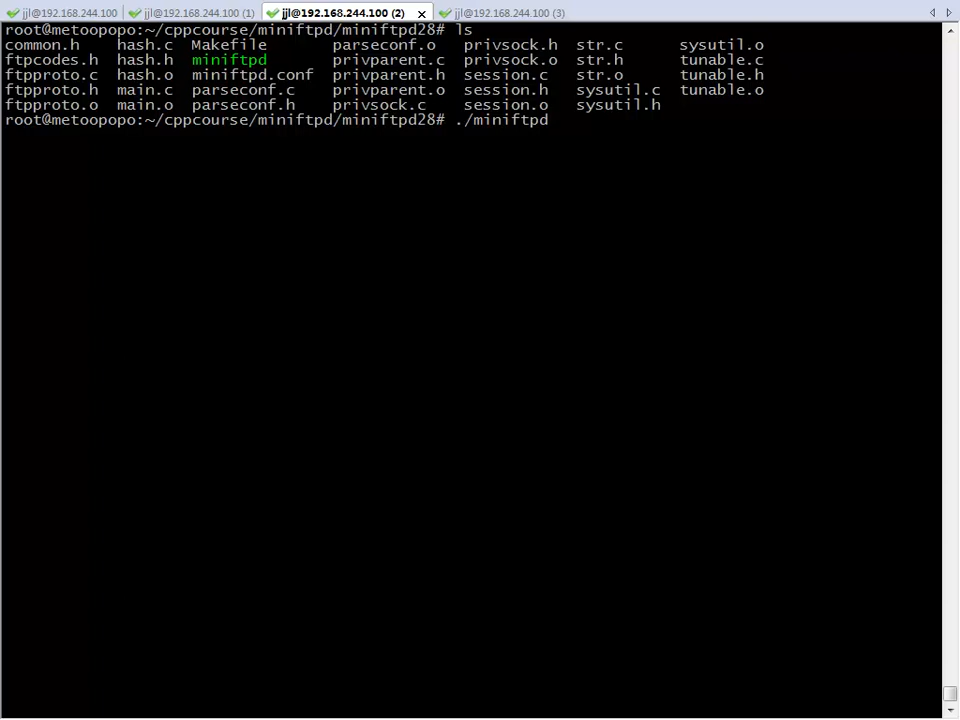 jjl@192.168.244.100 jjl@192.168.244.100 (1) jjl@192.168.244.100 (2) x jjl@192.168.244.100 (3)
root@metoopopo:~/cppcourse/miniftpd/miniftpd28# ls
common.h hash.c Makefile parseconf.o privsock.h str.c sysutil.o
ftpcodes.h hash.h miniftpd privparent.c privsock.o str.h tunable.c
ftpproto.c hash.o miniftpd.conf privparent.h session.c str.o tunable.h
ftpproto.h main.c parseconf.c privparent.o session.h sysutil.c tunable.o
ftpproto.o main.o parseconf.h privsock.c session.o sysutil.h
root@metoopopo:~/cppcourse/miniftpd/miniftpd28# ./miniftpd